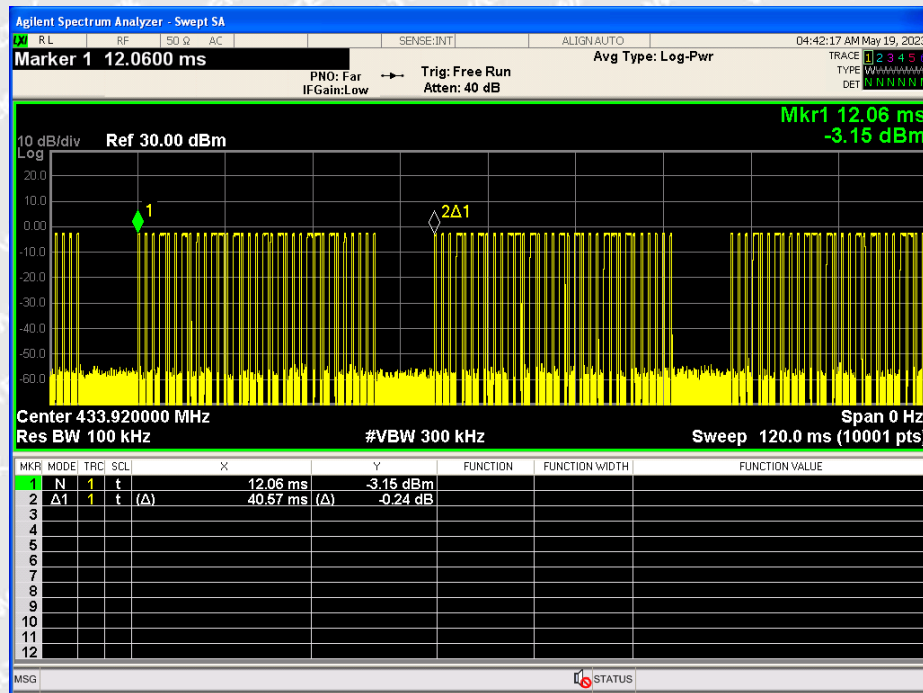 Agilent Spectrum Analyzer - Swept SA
LXI RL RF 50 Ω AC SENSE:INT ALIGN AUTO 04:42:17 AM May 19, 2023
Marker 1 12.0600 ms
PNO: Far
IFGain:Low
Trig: Free Run
Atten: 40 dB
Avg Type: Log-Pwr
TRACE 1 2 3 4 5
TYPE W
DET N N N N N
Mkr1 12.06 ms
-3.15 dBm
10 dB/div Ref 30.00 dBm
Log
20.0
10.0
1
2Δ1
0.00
-10.0
-20.0
-30.0
-40.0
-50.0
-60.0
Center 433.920000 MHz Span 0 Hz
Res BW 100 kHz #VBW 300 kHz Sweep 120.0 ms (10001 pts)
MKR MODE TRC SCL X Y FUNCTION FUNCTION WIDTH FUNCTION VALUE
1 N 1 t 12.06 ms -3.15 dBm
2 Δ1 1 t (Δ) 40.57 ms (Δ) -0.24 dB
3
4
5
6
7
8
9
10
11
12
MSG STATUS